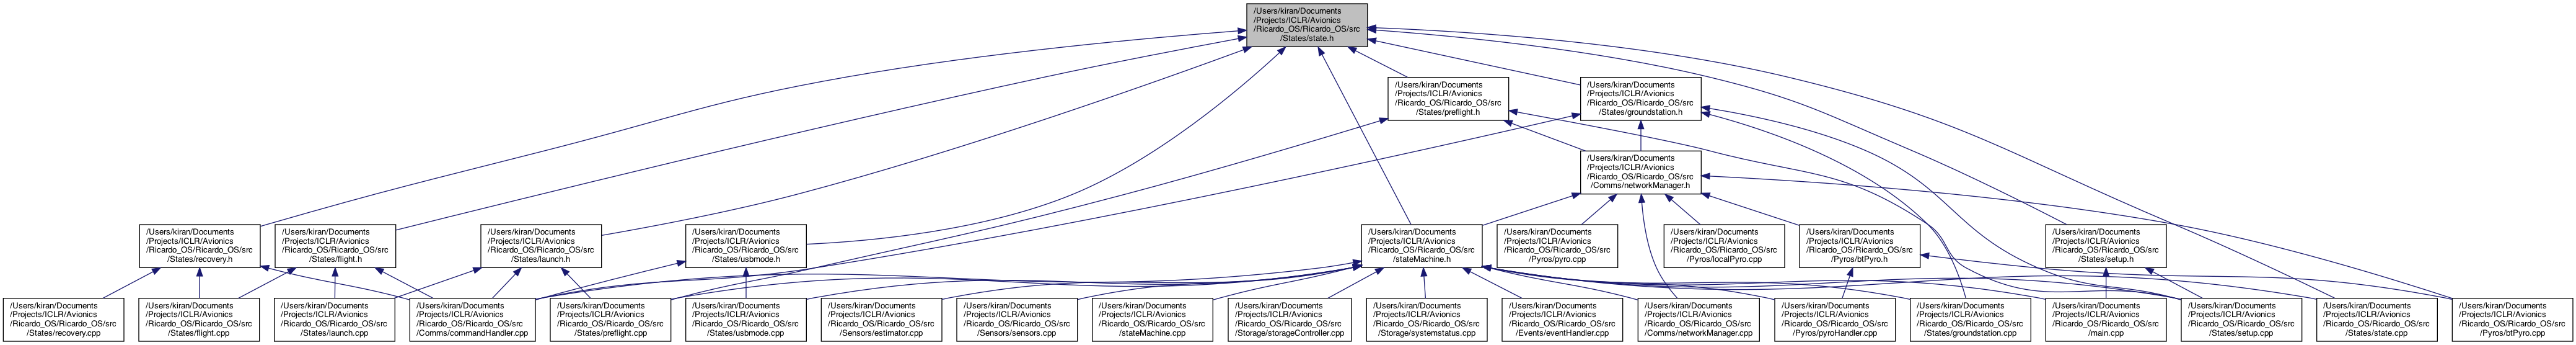 /Users/kiran/Documents
/Projects/ICLR/Avionics
/Ricardo_OS/Ricardo_OS/src
/States/state.h
/Users/kiran/Documents
/Projects/ICLR/Avionics
/Ricardo_OS/Ricardo_OS/src
/States/preflight.h
/Users/kiran/Documents
/Projects/ICLR/Avionics
/Ricardo_OS/Ricardo_OS/src
/States/groundstation.h
/Users/kiran/Documents
/Projects/ICLR/Avionics
/Ricardo_OS/Ricardo_OS/src
/Comms/networkManager.h
/Users/kiran/Documents
/Projects/ICLR/Avionics
/Ricardo_OS/Ricardo_OS/src
/States/recovery.h
/Users/kiran/Documents
/Projects/ICLR/Avionics
/Ricardo_OS/Ricardo_OS/src
/States/flight.h
/Users/kiran/Documents
/Projects/ICLR/Avionics
/Ricardo_OS/Ricardo_OS/src
/States/launch.h
/Users/kiran/Documents
/Projects/ICLR/Avionics
/Ricardo_OS/Ricardo_OS/src
/States/usbmode.h
/Users/kiran/Documents
/Projects/ICLR/Avionics
/Ricardo_OS/Ricardo_OS/src
/stateMachine.h
/Users/kiran/Documents
/Projects/ICLR/Avionics
/Ricardo_OS/Ricardo_OS/src
/Pyros/pyro.cpp
/Users/kiran/Documents
/Projects/ICLR/Avionics
/Ricardo_OS/Ricardo_OS/src
/Pyros/localPyro.cpp
/Users/kiran/Documents
/Projects/ICLR/Avionics
/Ricardo_OS/Ricardo_OS/src
/Pyros/btPyro.h
/Users/kiran/Documents
/Projects/ICLR/Avionics
/Ricardo_OS/Ricardo_OS/src
/States/setup.h
/Users/kiran/Documents
/Projects/ICLR/Avionics
/Ricardo_OS/Ricardo_OS/src
/States/recovery.cpp
/Users/kiran/Documents
/Projects/ICLR/Avionics
/Ricardo_OS/Ricardo_OS/src
/States/flight.cpp
/Users/kiran/Documents
/Projects/ICLR/Avionics
/Ricardo_OS/Ricardo_OS/src
/States/launch.cpp
/Users/kiran/Documents
/Projects/ICLR/Avionics
/Ricardo_OS/Ricardo_OS/src
/Comms/commandHandler.cpp
/Users/kiran/Documents
/Projects/ICLR/Avionics
/Ricardo_OS/Ricardo_OS/src
/States/preflight.cpp
/Users/kiran/Documents
/Projects/ICLR/Avionics
/Ricardo_OS/Ricardo_OS/src
/States/usbmode.cpp
/Users/kiran/Documents
/Projects/ICLR/Avionics
/Ricardo_OS/Ricardo_OS/src
/Sensors/estimator.cpp
/Users/kiran/Documents
/Projects/ICLR/Avionics
/Ricardo_OS/Ricardo_OS/src
/Sensors/sensors.cpp
/Users/kiran/Documents
/Projects/ICLR/Avionics
/Ricardo_OS/Ricardo_OS/src
/stateMachine.cpp
/Users/kiran/Documents
/Projects/ICLR/Avionics
/Ricardo_OS/Ricardo_OS/src
/Storage/storageController.cpp
/Users/kiran/Documents
/Projects/ICLR/Avionics
/Ricardo_OS/Ricardo_OS/src
/Storage/systemstatus.cpp
/Users/kiran/Documents
/Projects/ICLR/Avionics
/Ricardo_OS/Ricardo_OS/src
/Events/eventHandler.cpp
/Users/kiran/Documents
/Projects/ICLR/Avionics
/Ricardo_OS/Ricardo_OS/src
/Comms/networkManager.cpp
/Users/kiran/Documents
/Projects/ICLR/Avionics
/Ricardo_OS/Ricardo_OS/src
/Pyros/pyroHandler.cpp
/Users/kiran/Documents
/Projects/ICLR/Avionics
/Ricardo_OS/Ricardo_OS/src
/States/groundstation.cpp
/Users/kiran/Documents
/Projects/ICLR/Avionics
/Ricardo_OS/Ricardo_OS/src
/main.cpp
/Users/kiran/Documents
/Projects/ICLR/Avionics
/Ricardo_OS/Ricardo_OS/src
/States/setup.cpp
/Users/kiran/Documents
/Projects/ICLR/Avionics
/Ricardo_OS/Ricardo_OS/src
/States/state.cpp
/Users/kiran/Documents
/Projects/ICLR/Avionics
/Ricardo_OS/Ricardo_OS/src
/Pyros/btPyro.cpp